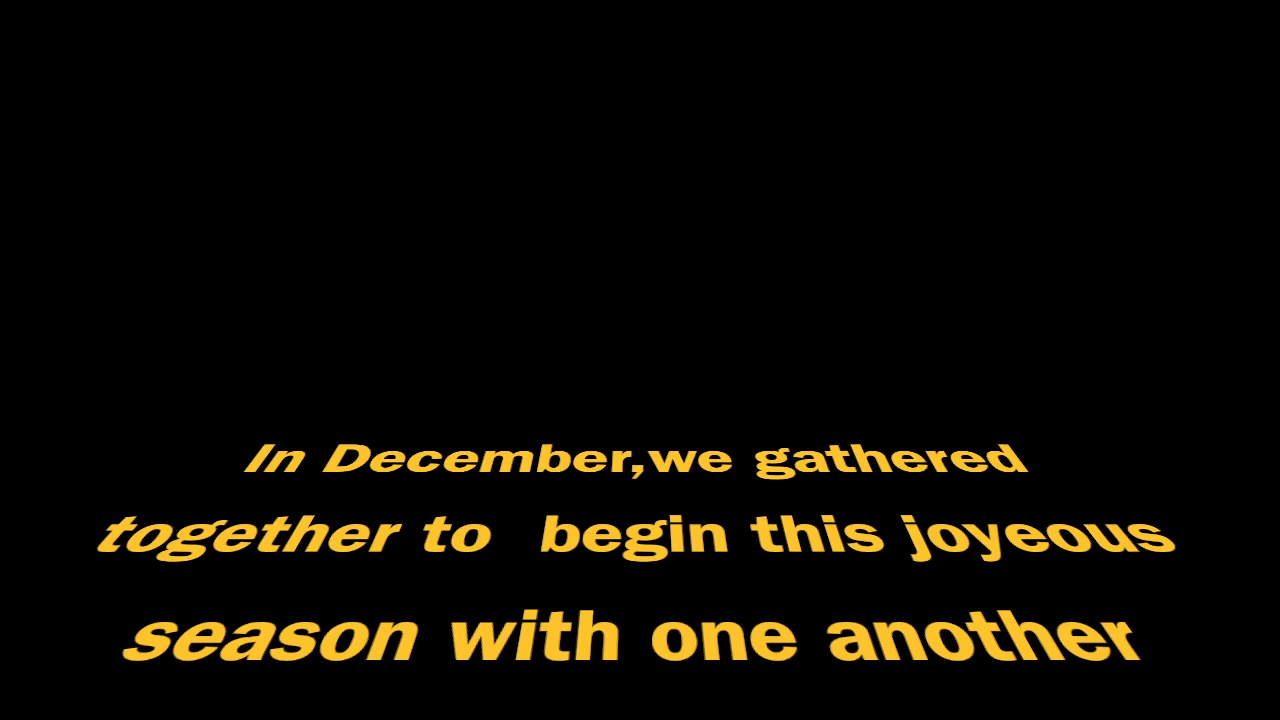 In December,we gathered
together to  begin this joyeous
season with one another